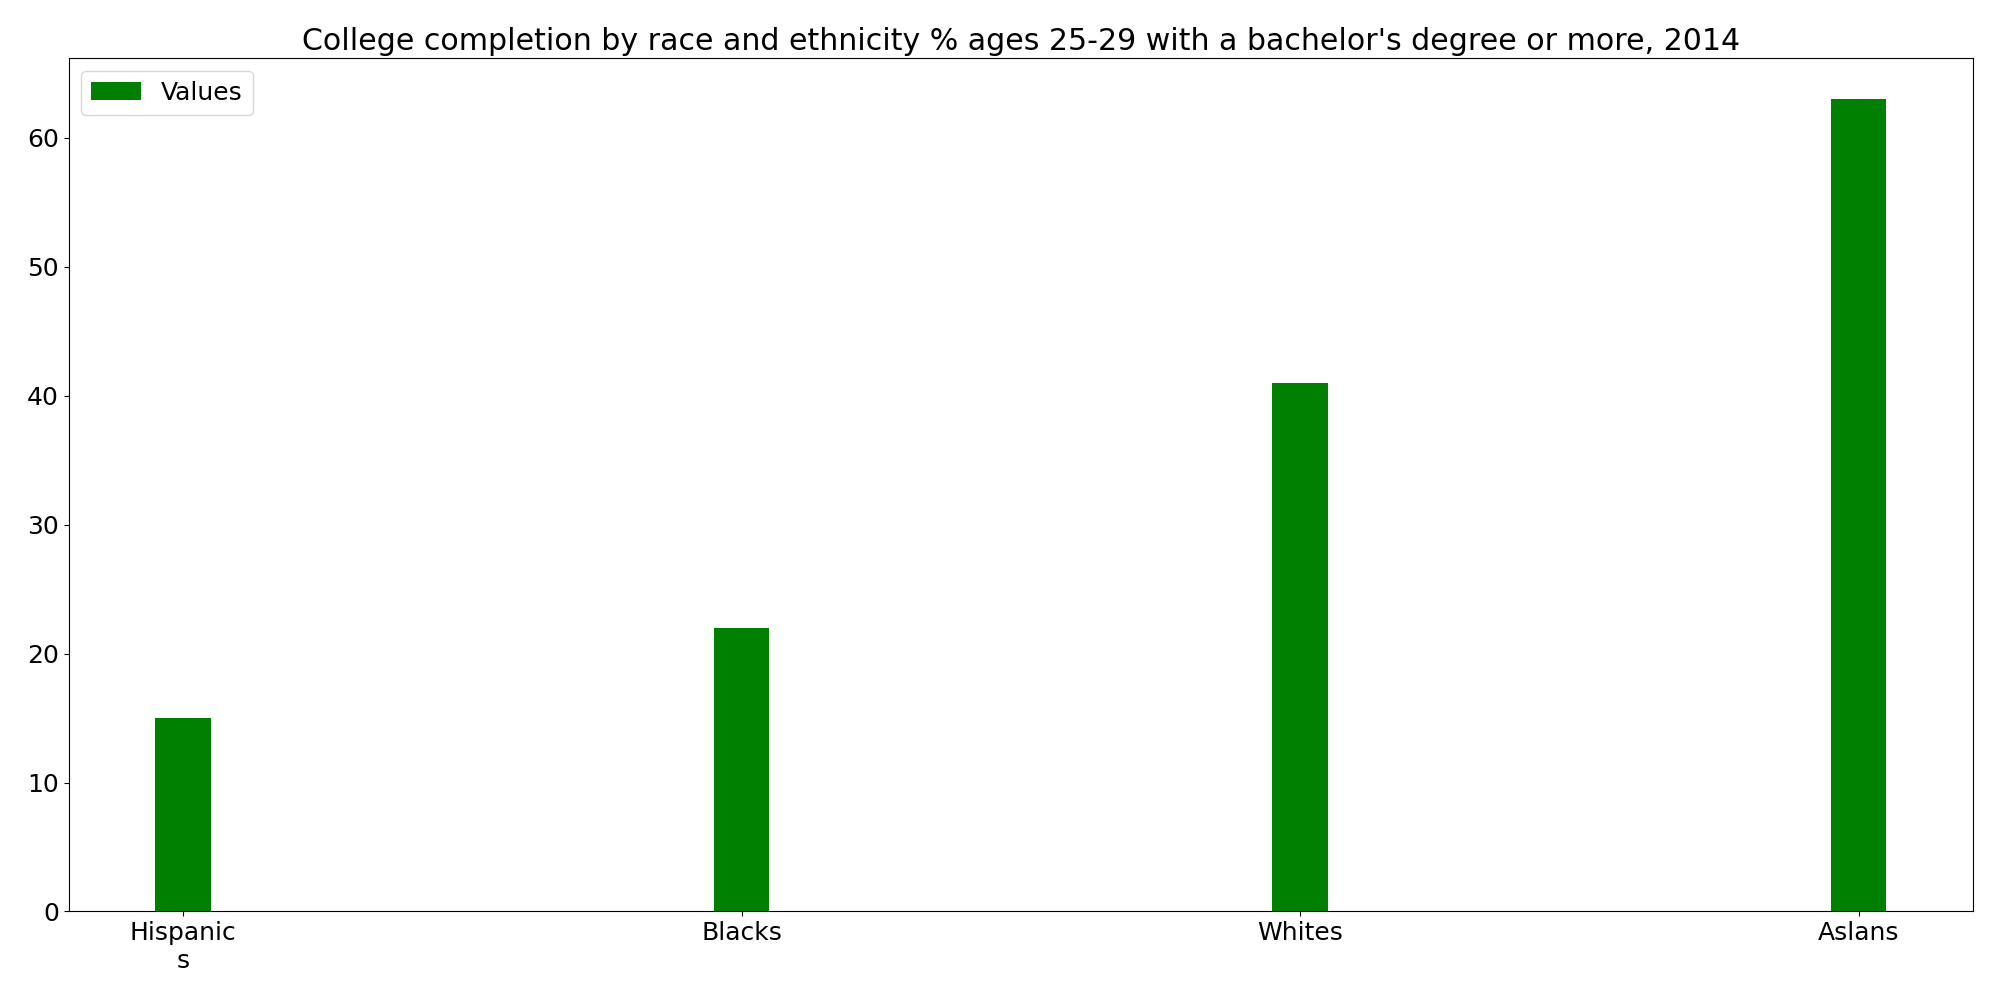 College completion by race and ethnicity % ages 25-29 with a bachelor's degree or more, 2014
Values
60
50
40
30
20
10
0
Hispanic
s
Blacks
Whites
Aslans